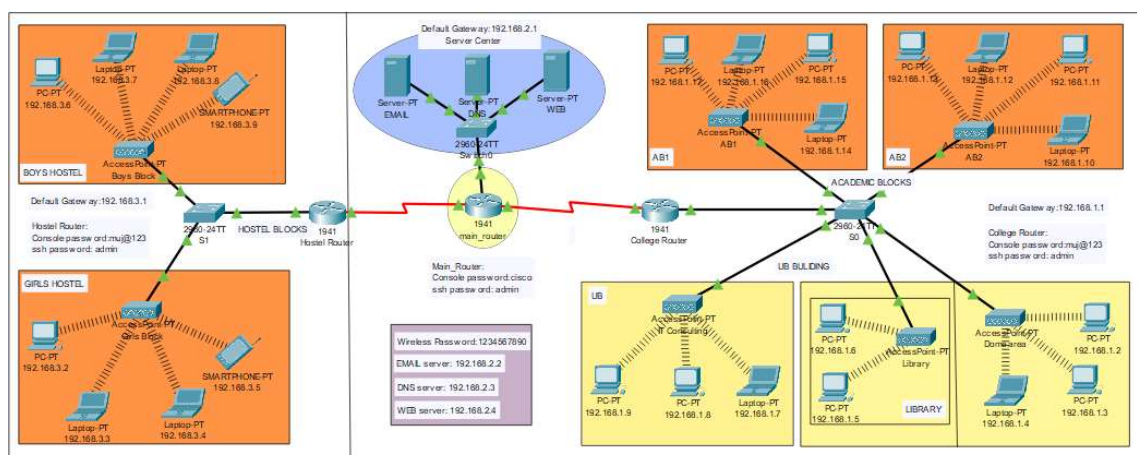 Laptop-PT
192.168.3.7
Laptop-PT
192.168.3.8
PC-PT
192.168.3.6
SMARTPHONE-PT
192.168.3.9
AccessPoint-PT
Boys Block
BOYS HOSTEL
Default Gateway:192.168.3.1
Hostel Router:
Console password:muj@123
ssh password: admin
2960-24TT
S1
HOSTEL BLOCKS
1941
Hostel Router
GIRLS HOSTEL
AccessPoint-PT
Girls Block
PC-PT
192.168.3.2
SMARTPHONE-PT
192.168.3.5
Laptop-PT
192.168.3.3
Laptop-PT
192.168.3.4
Default Gateway:192.168.2.1
Server Center
Server-PT
EMAIL
Server-PT
DNS
Server-PT
WEB
2960-24TT
Switch0
1941
main_router
Main_Router:
Console password:cisco
ssh password: admin
Wireless Password:1234567890
EMAIL server: 192.168.2.2
DNS server: 192.168.2.3
WEB server: 192.168.2.4
1941
College Router
PC-PT
Laptop-PT
192.168.1.16
PC-PT
192.168.1.15
AccessPoint-PT
AB1
Laptop-PT
192.168.1.14
AB1
PC-PT
Laptop-PT
192.168.1.12
PC-PT
192.168.1.11
AccessPoint-PT
AB2
Laptop-PT
192.168.1.10
AB2
ACADEMIC BLOCKS
2960-24TT
S0
Default Gateway:192.168.1.1
College Router:
Console password:muj@123
ssh password: admin
UB BULIDING
UB
AccessPoint-PT
IT Consulting
PC-PT
192.168.1.9
PC-PT
192.168.1.8
Laptop-PT
192.168.1.7
PC-PT
192.168.1.6
AccessPoint-PT
Library
PC-PT
192.168.1.5
LIBRARY
AccessPoint-PT
Dome area
PC-PT
192.168.1.2
Laptop-PT
192.168.1.4
PC-PT
192.168.1.3